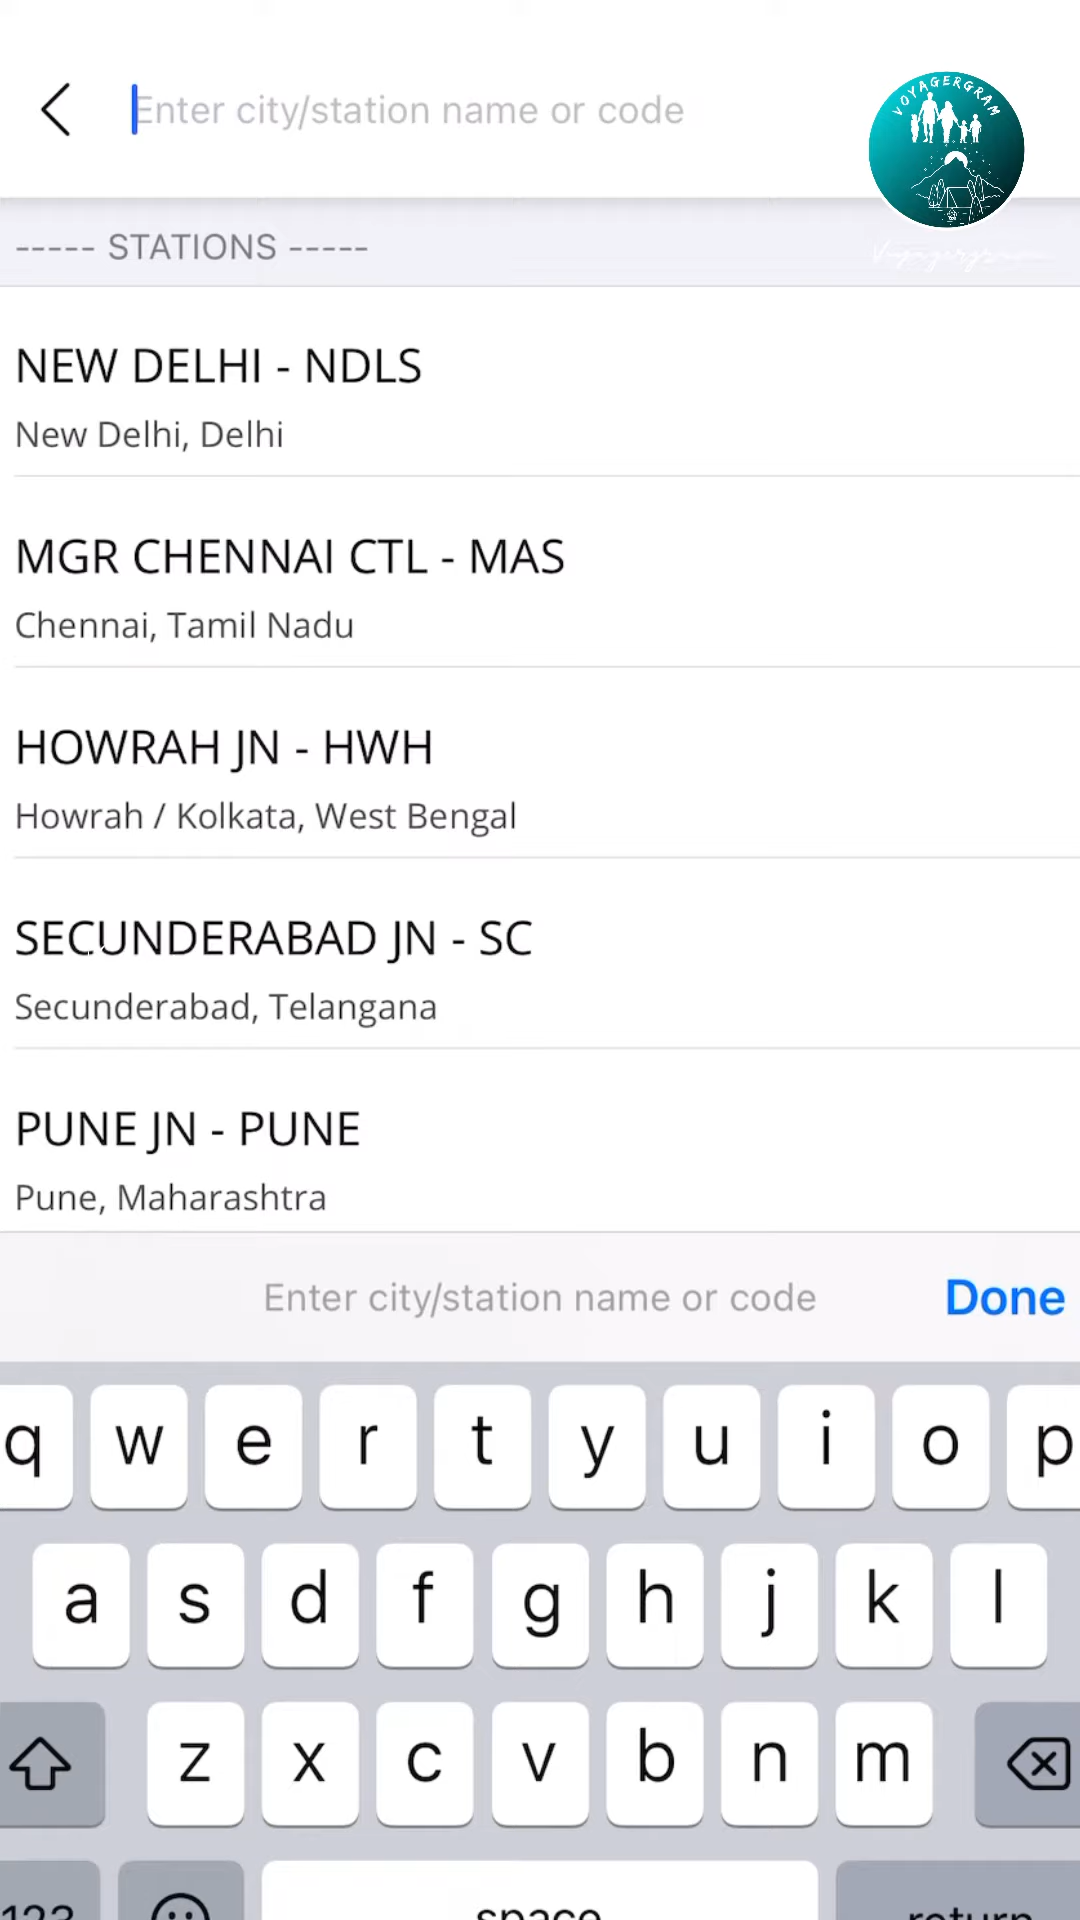 Enter city/station name or code
VOYAGERGRAM
Voyagergram
----- STATIONS -----
NEW DELHI - NDLS
New Delhi, Delhi
MGR CHENNAI CTL - MAS
Chennai, Tamil Nadu
HOWRAH JN - HWH
Howrah / Kolkata, West Bengal
SECUNDERABAD JN - SC
Secunderabad, Telangana
PUNE JN - PUNE
Pune, Maharashtra
Enter city/station name or code Done
q w e r t y u i o p
a s d f g h j k l
z x c v b n m
123 space return